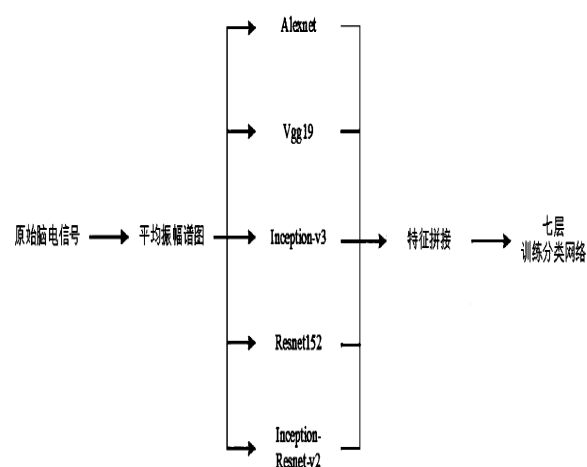 Alexnet
Vgg19
原始脑电信号
平均振幅谱图
Inception-v3
特征拼接
七层
训练分类网络
Resnet152
Inception-
Resnet-v2